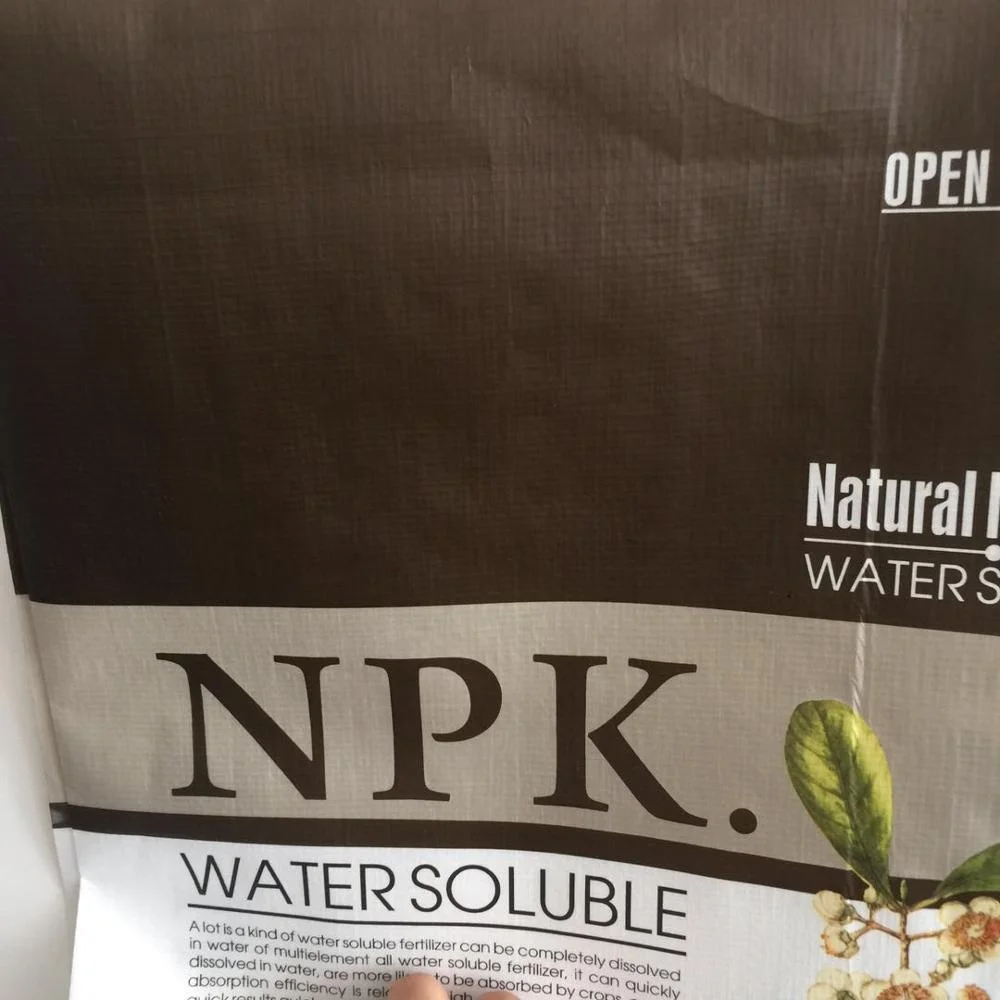 OPEN
Natural
WATER S
NPK.
WATER SOLUBLE
A lot is a kind of water soluble fertilizer can be completely dissolved
in water of multielement all water soluble fertilizer, it can quickly
dissolved in water, are more to be absorbed by crops
absorption efficiency is
quick results